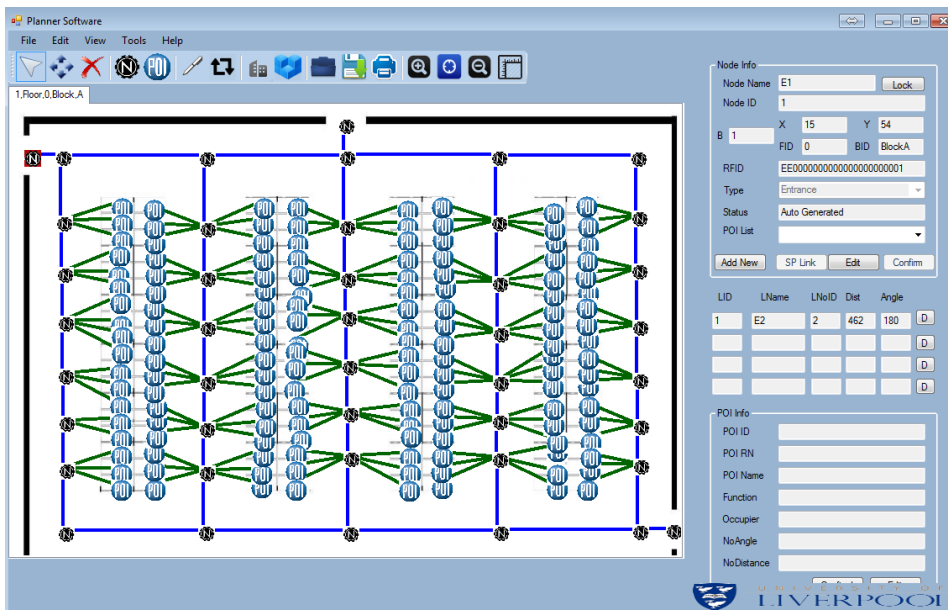 Planner Software
File Edit View Tools Help
1,Floor,0,Block,A
Node Info
Node Name E1 Lock
Node ID 1
X 15 Y 54
B 1
FID 0 BID BlockA
RFID EE0000000000000000000001
Type Entrance
Status Auto Generated
POI List
Add New SP Link Edit Confirm
LID LName LNoID Dist Angle
1 E2 2 462 180 D
D
D
D
POI Info
POI ID
POI RN
POI Name
Function
Occupier
NoAngle
NoDistance
UNIVERSITY OF
LIVERPOOL